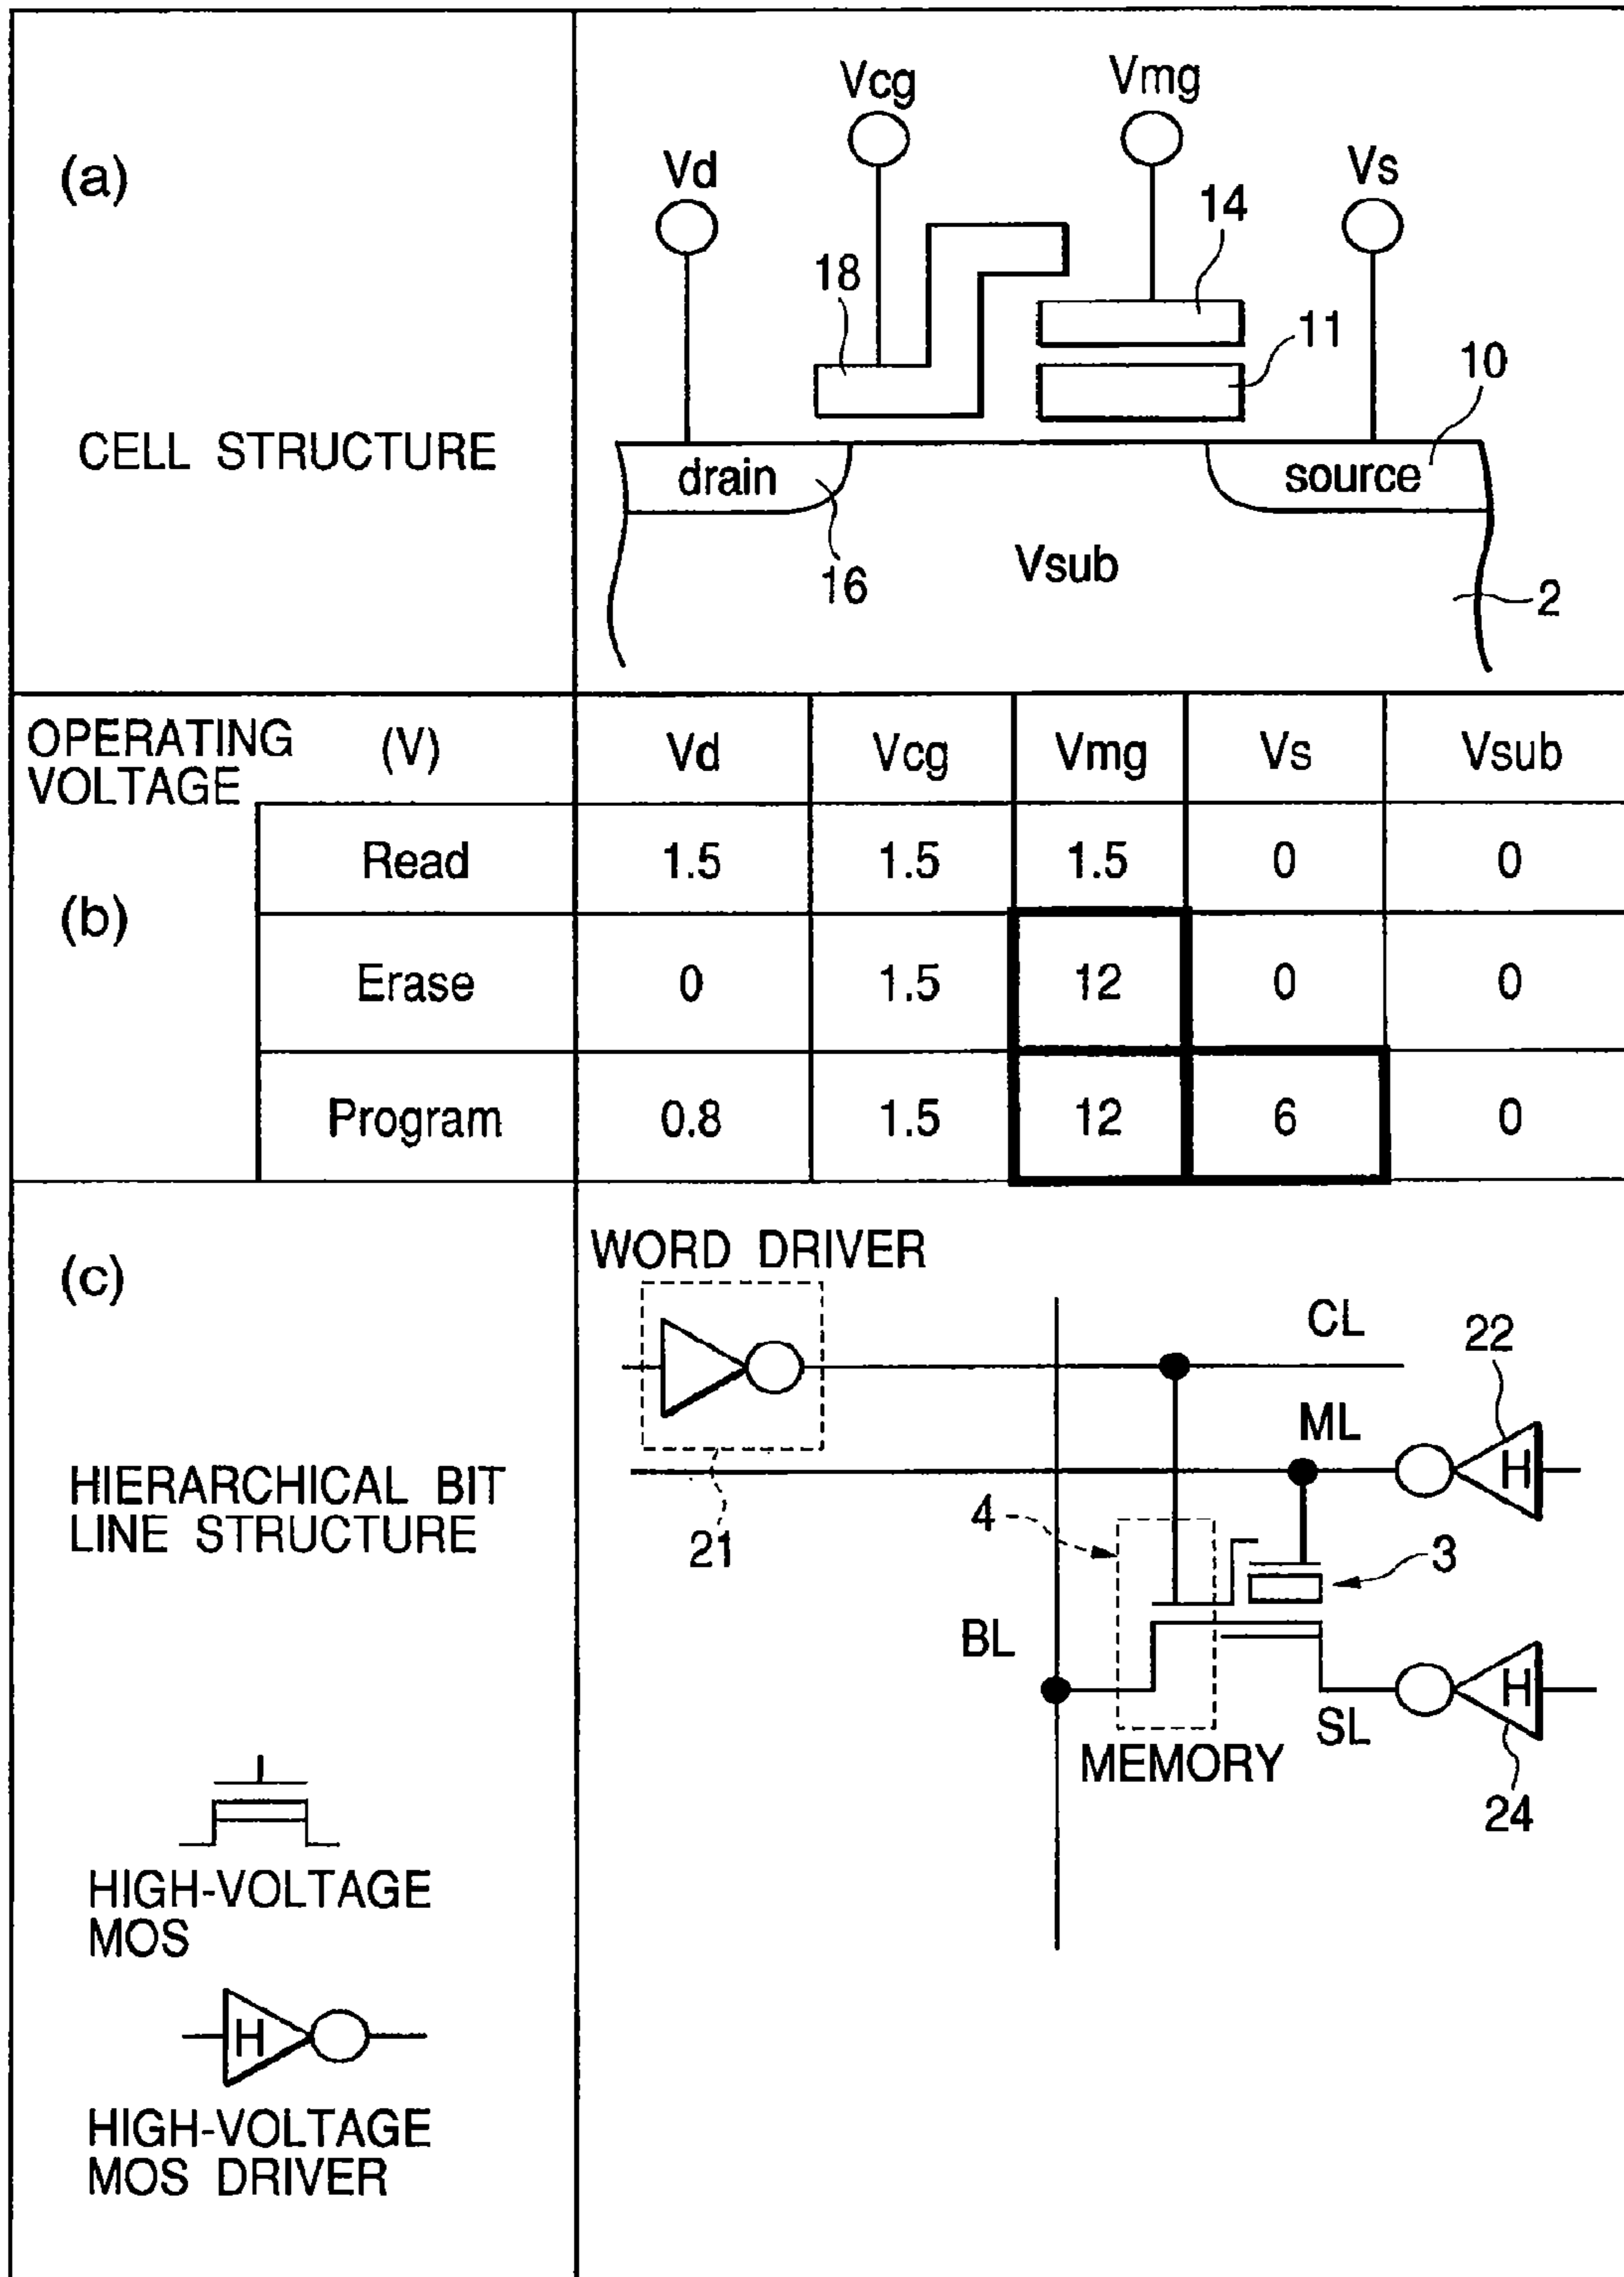 (a)
CELL STRUCTURE
Vd
Vcg
Vmg
Vs
18
14
11
10
drain
source
16
Vsub
2
OPERATING
VOLTAGE
(V) Vd Vcg Vmg Vs Vsub
(b)
Read 1.5 1.5 1.5 0 0
Erase 0 1.5 12 0 0
Program 0.8 1.5 12 6 0
(c)
HIERARCHICAL BIT
LINE STRUCTURE
HIGH-VOLTAGE
MOS
H
HIGH-VOLTAGE
MOS DRIVER
WORD DRIVER
CL
22
ML
H
21
4
3
BL
H
SL
MEMORY
24